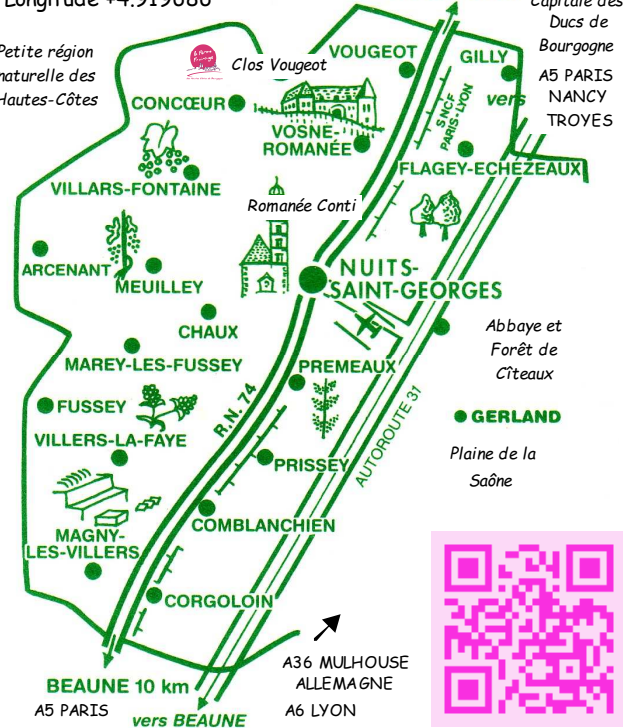 Longitude +4.919686
Capitale des
Ducs de
Bourgogne
Petite région
naturelle des
Hautes-Côtes
Clos Vougeot
VOUGEOT
GILLY
A5 PARIS
NANCY
TROYES
vers
CONCŒUR
SNCF
PARIS-LYON
VOSNE-
ROMANÉE
FLAGEY-ECHEZEAUX
VILLARS-FONTAINE
Romanée Conti
ARCENANT
MEUILLEY
NUITS-
SAINT-GEORGES
CHAUX
Abbaye et
Forêt de
Cîteaux
MAREY-LES-FUSSEY
PREMEAUX
R.N. 74
AUTOROUTE 31
FUSSEY
GERLAND
VILLERS-LA-FAYE
PRISSEY
Plaine de la
Saône
COMBLANCHIEN
MAGNY-
LES-VILLERS
CORGOLOIN
A36 MULHOUSE
ALLEMAGNE
BEAUNE 10 km
A5 PARIS
vers BEAUNE
A6 LYON